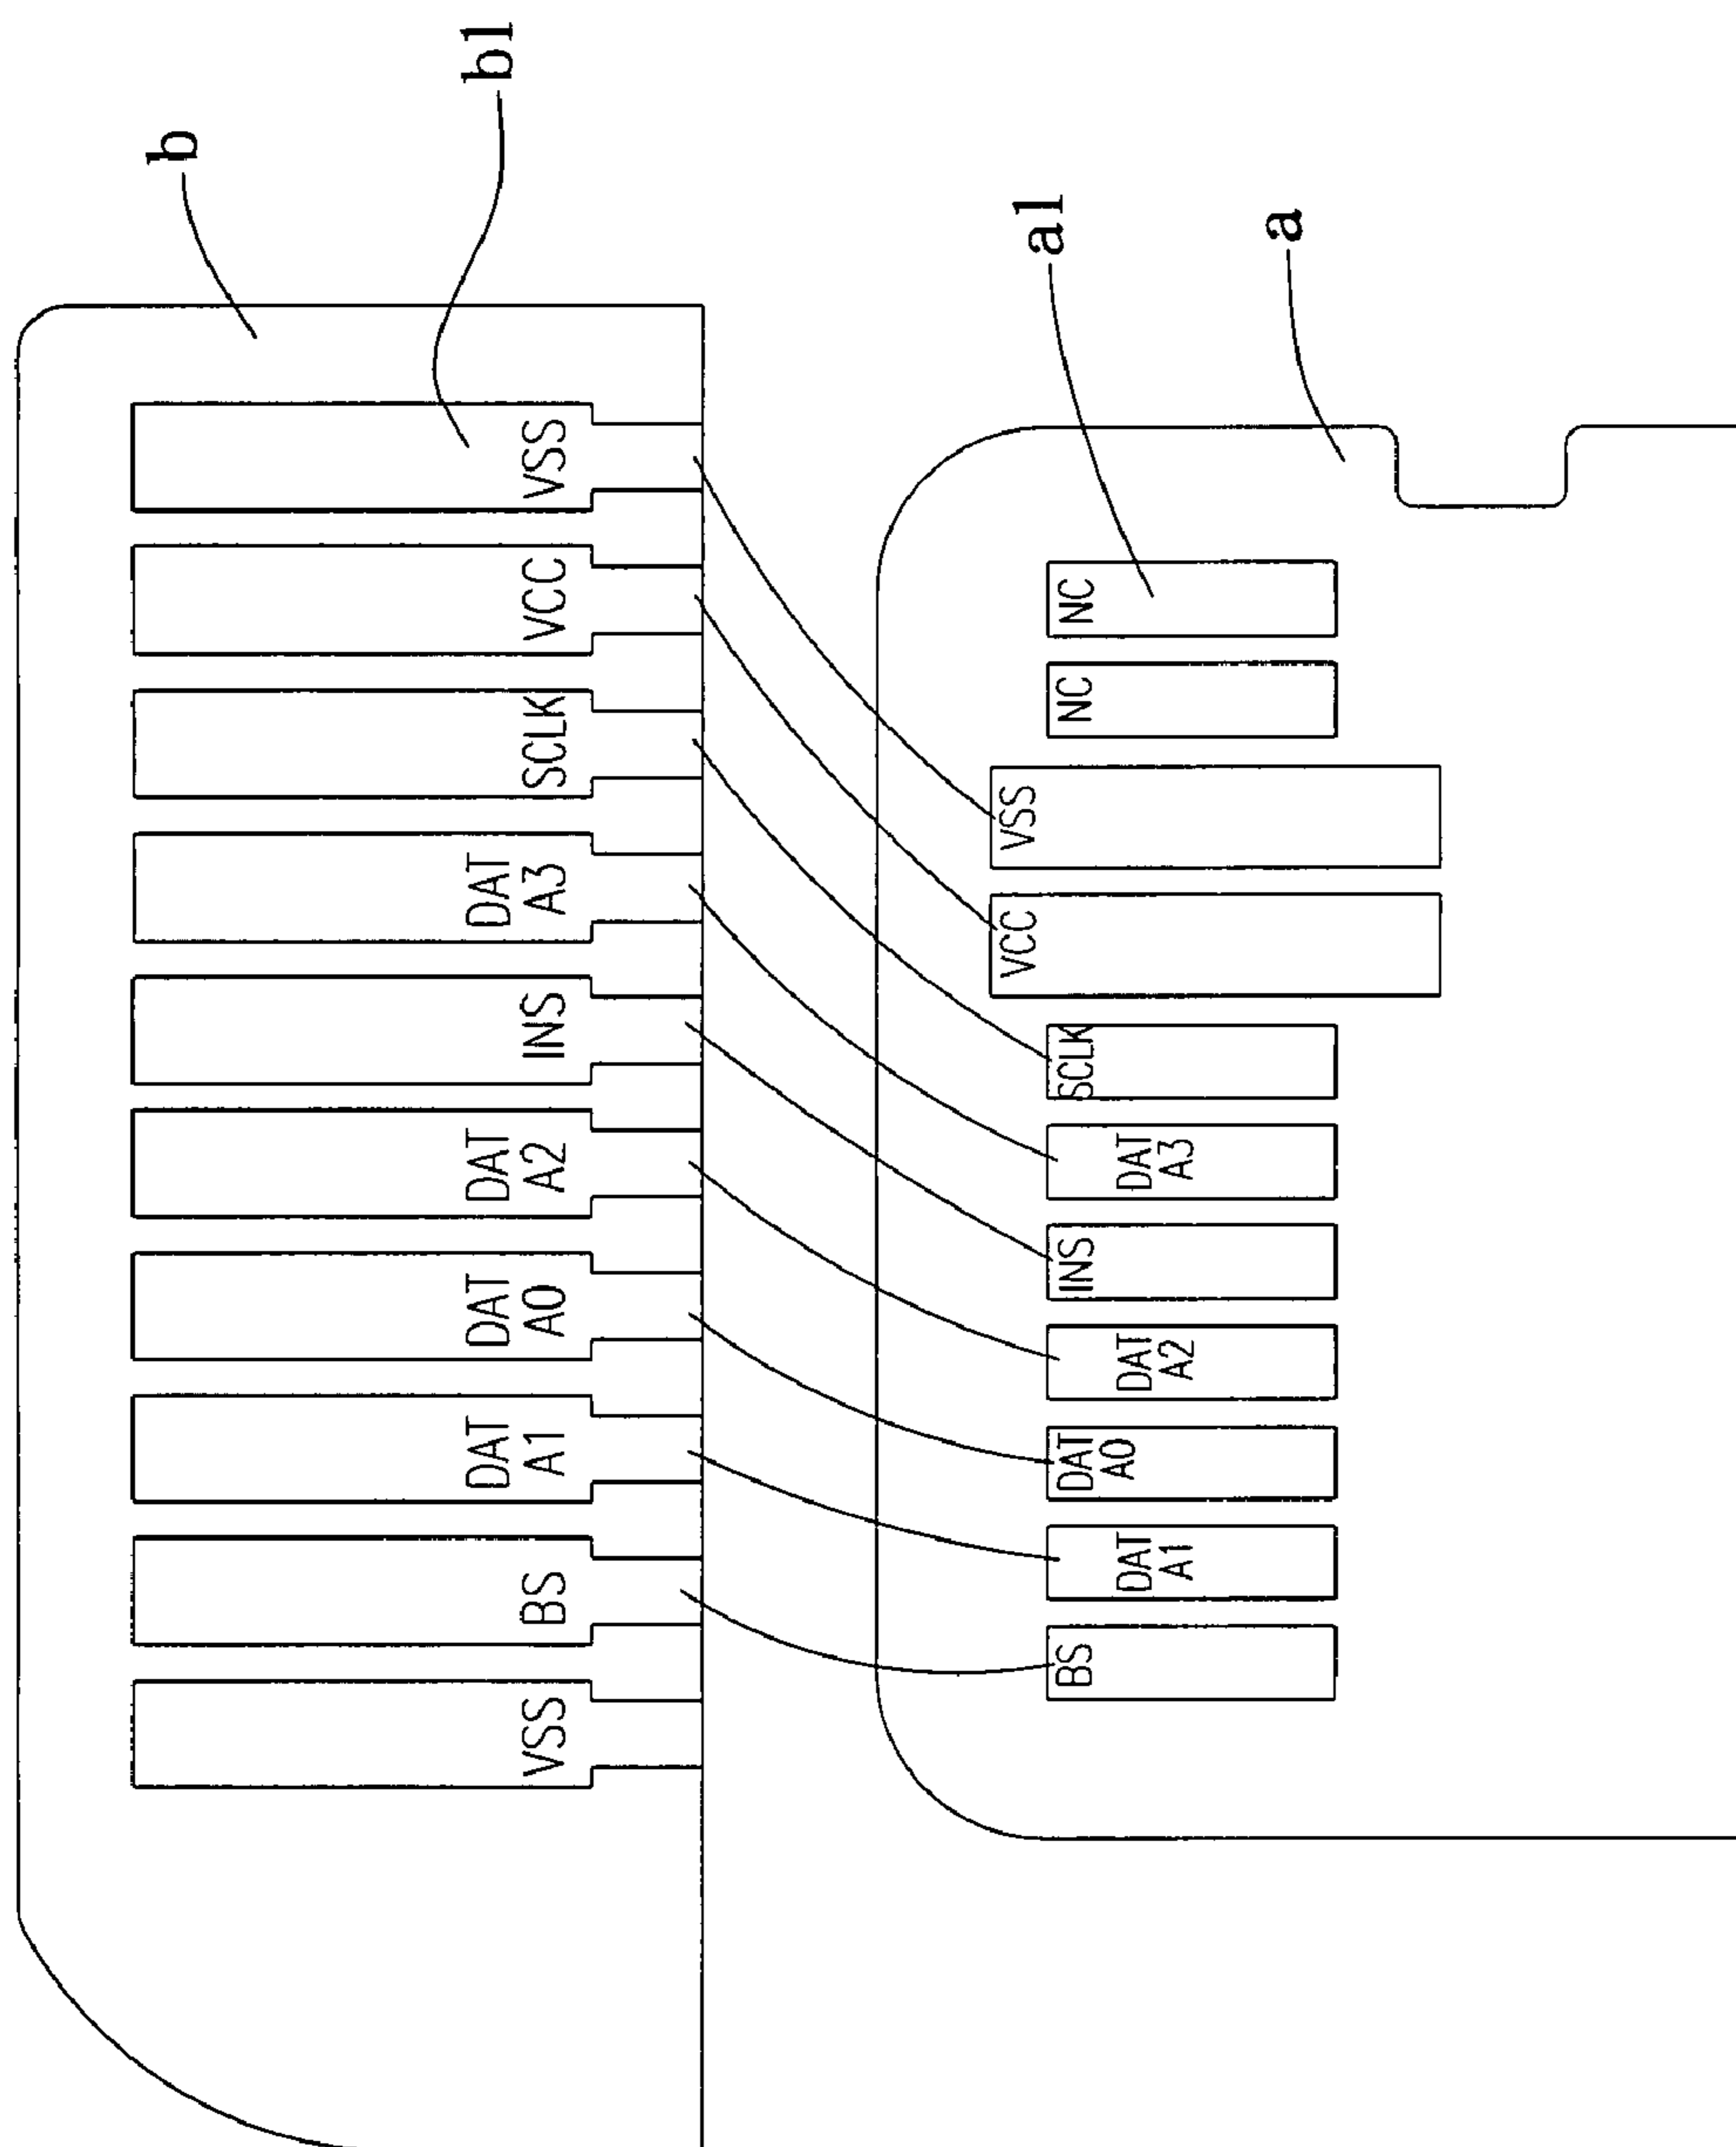 b
b1
VSS
BS
DAT
A1
DAT
A0
DAT
A2
INS
DAT
A3
SCLK
VCC
VSS
BS
DAT
A1
DAT
A0
DAT
A2
INS
DAT
A3
SCLK
VCC
VSS
NC
NC
a1
a